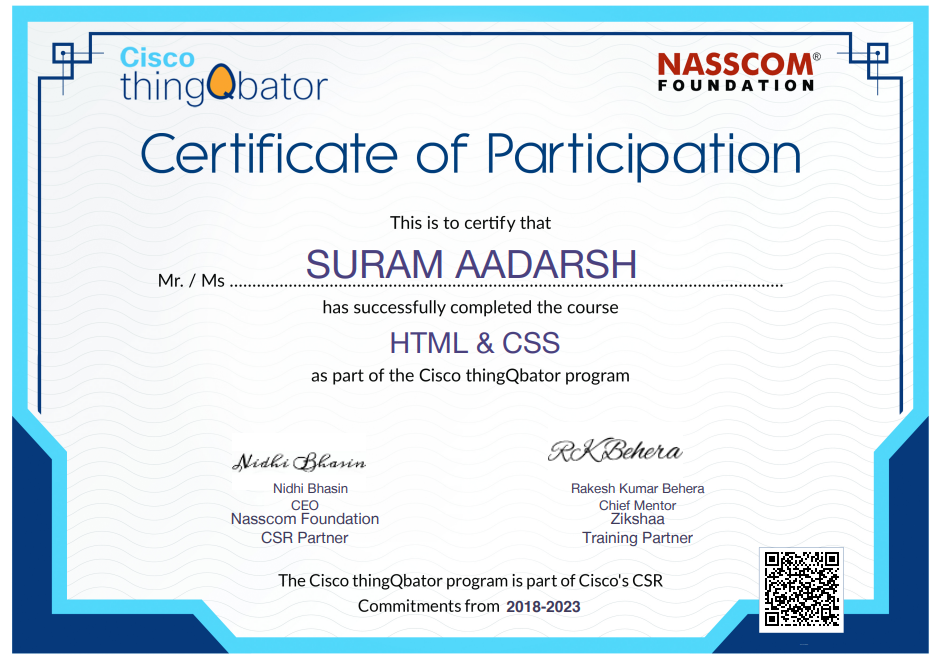 Cisco
thingQbator
NASSCOM®
FOUNDATION
Certificate of Participation
This is to certify that
Mr. / Ms ........ SURAM AADARSH ........
has successfully completed the course
HTML & CSS
as part of the Cisco thingQbator program
Nidhi Bhasin
RKBehera
Nidhi Bhasin
CEO
Nasscom Foundation
CSR Partner
Rakesh Kumar Behera
Chief Mentor
Zikshaa
Training Partner
The Cisco thingQbator program is part of Cisco's CSR
Commitments from 2018-2023